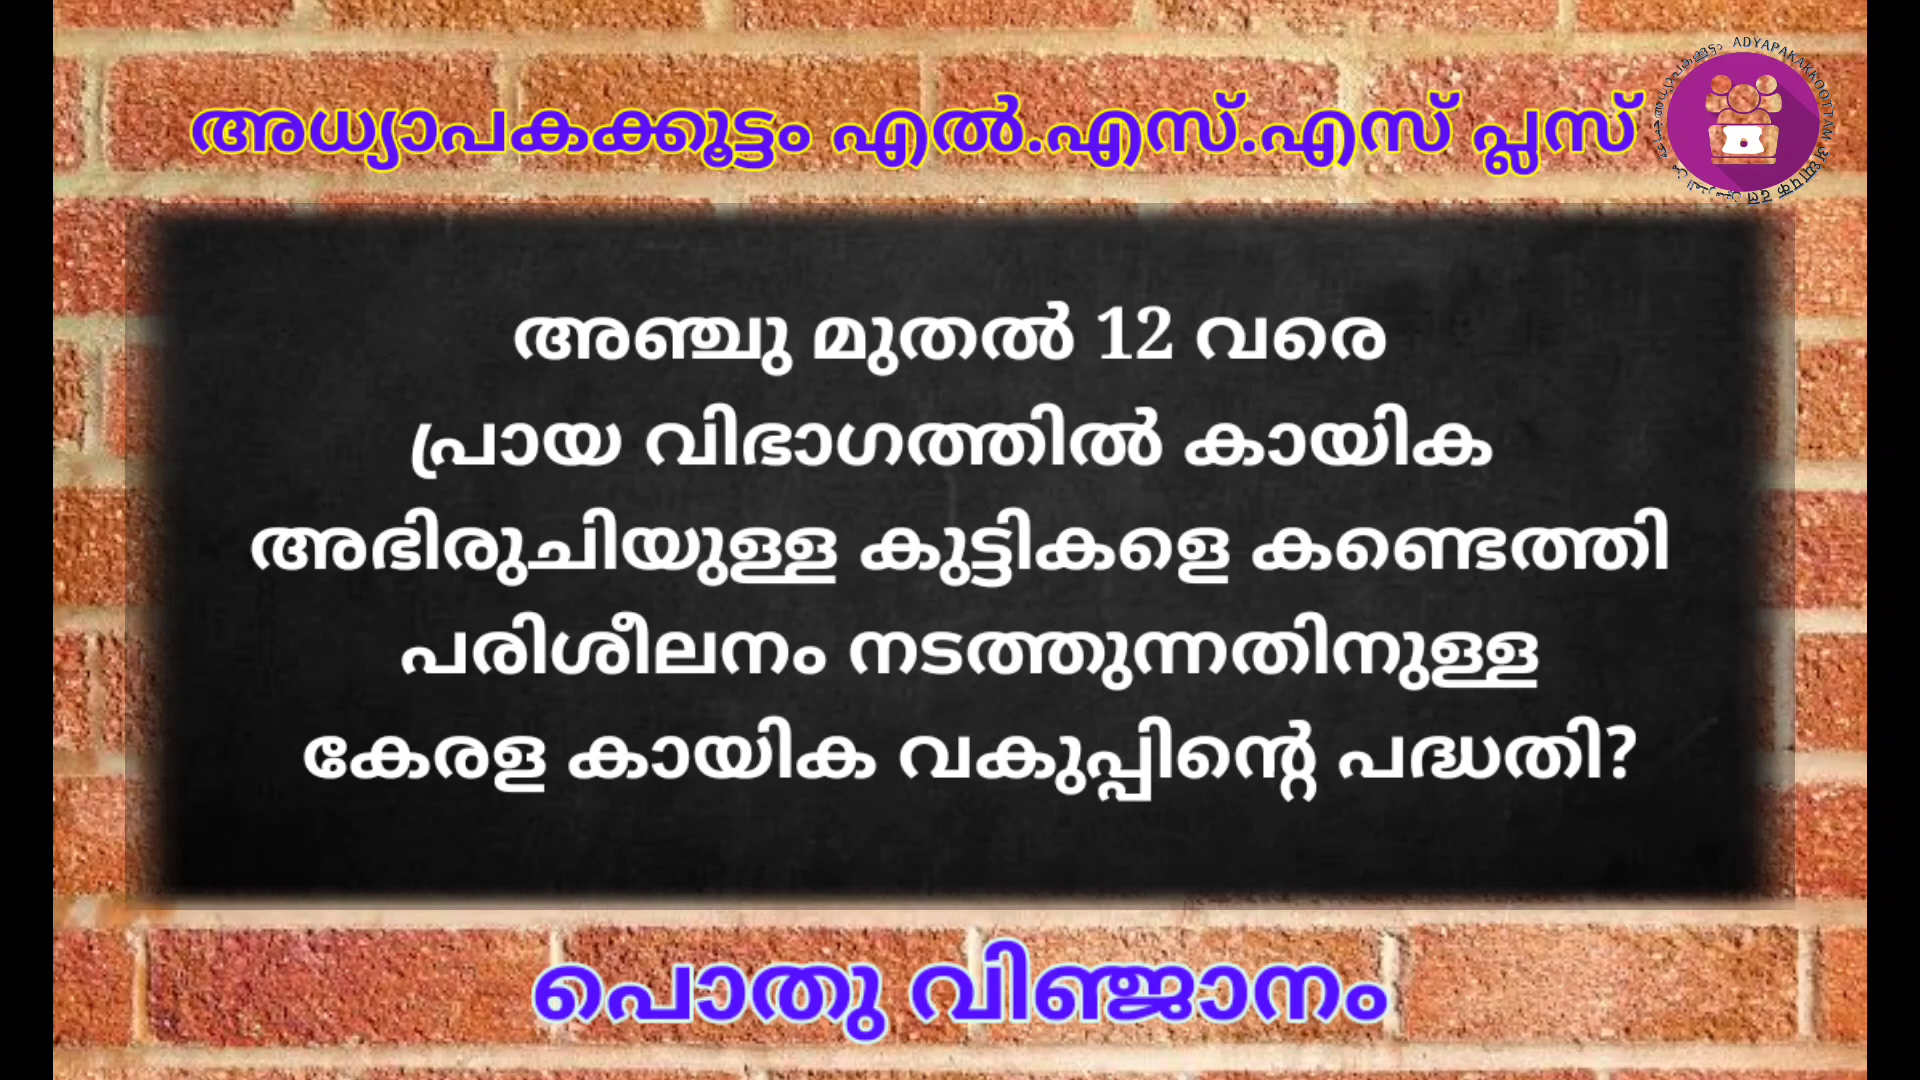 അധ്യാപകക്കൂട്ടം എൽ.എസ്.എസ് പ്ലസ്
ADYAPAKAKKOOTTAM
അഞ്ചു മുതൽ 12 വരെ
പ്രായ വിഭാഗത്തിൽ കായിക
അഭിരുചിയുള്ള കുട്ടികളെ കണ്ടെത്തി
പരിശീലനം നടത്തുന്നതിനുള്ള
കേരള കായിക വകുപ്പിന്റെ പദ്ധതി?
പൊതു വിഞ്ജാനം